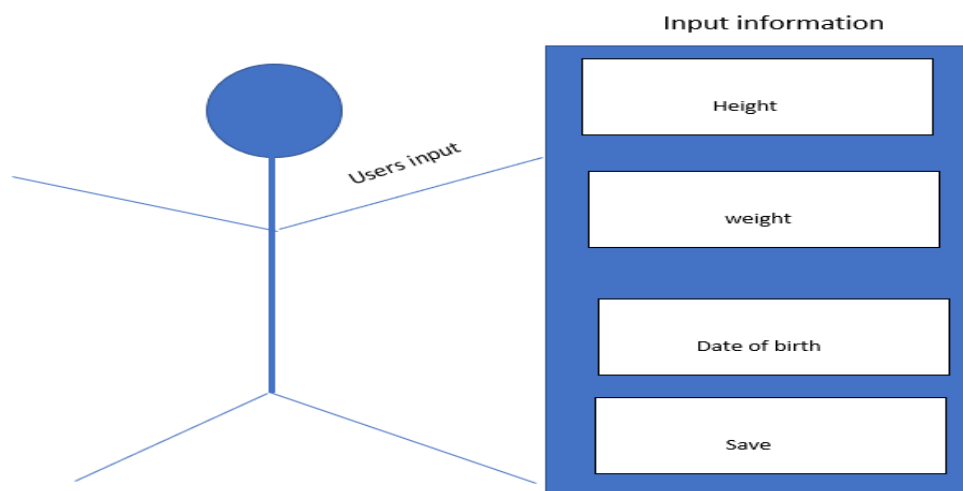 Input information
Height
Users input
weight
Date of birth
Save